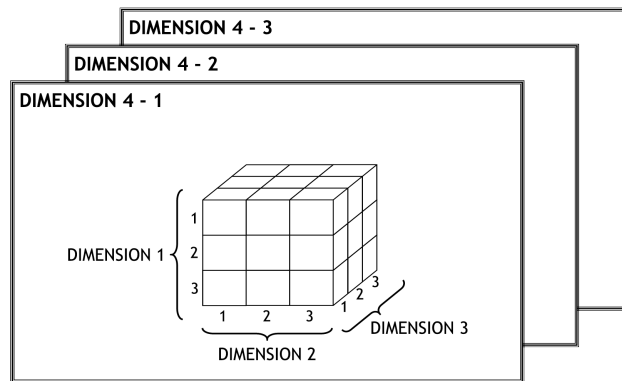 DIMENSION 4 - 3
DIMENSION 4 - 2
DIMENSION 4 - 1
1
2
3
DIMENSION 1
1 2 3
1 2 3
DIMENSION 2
DIMENSION 3